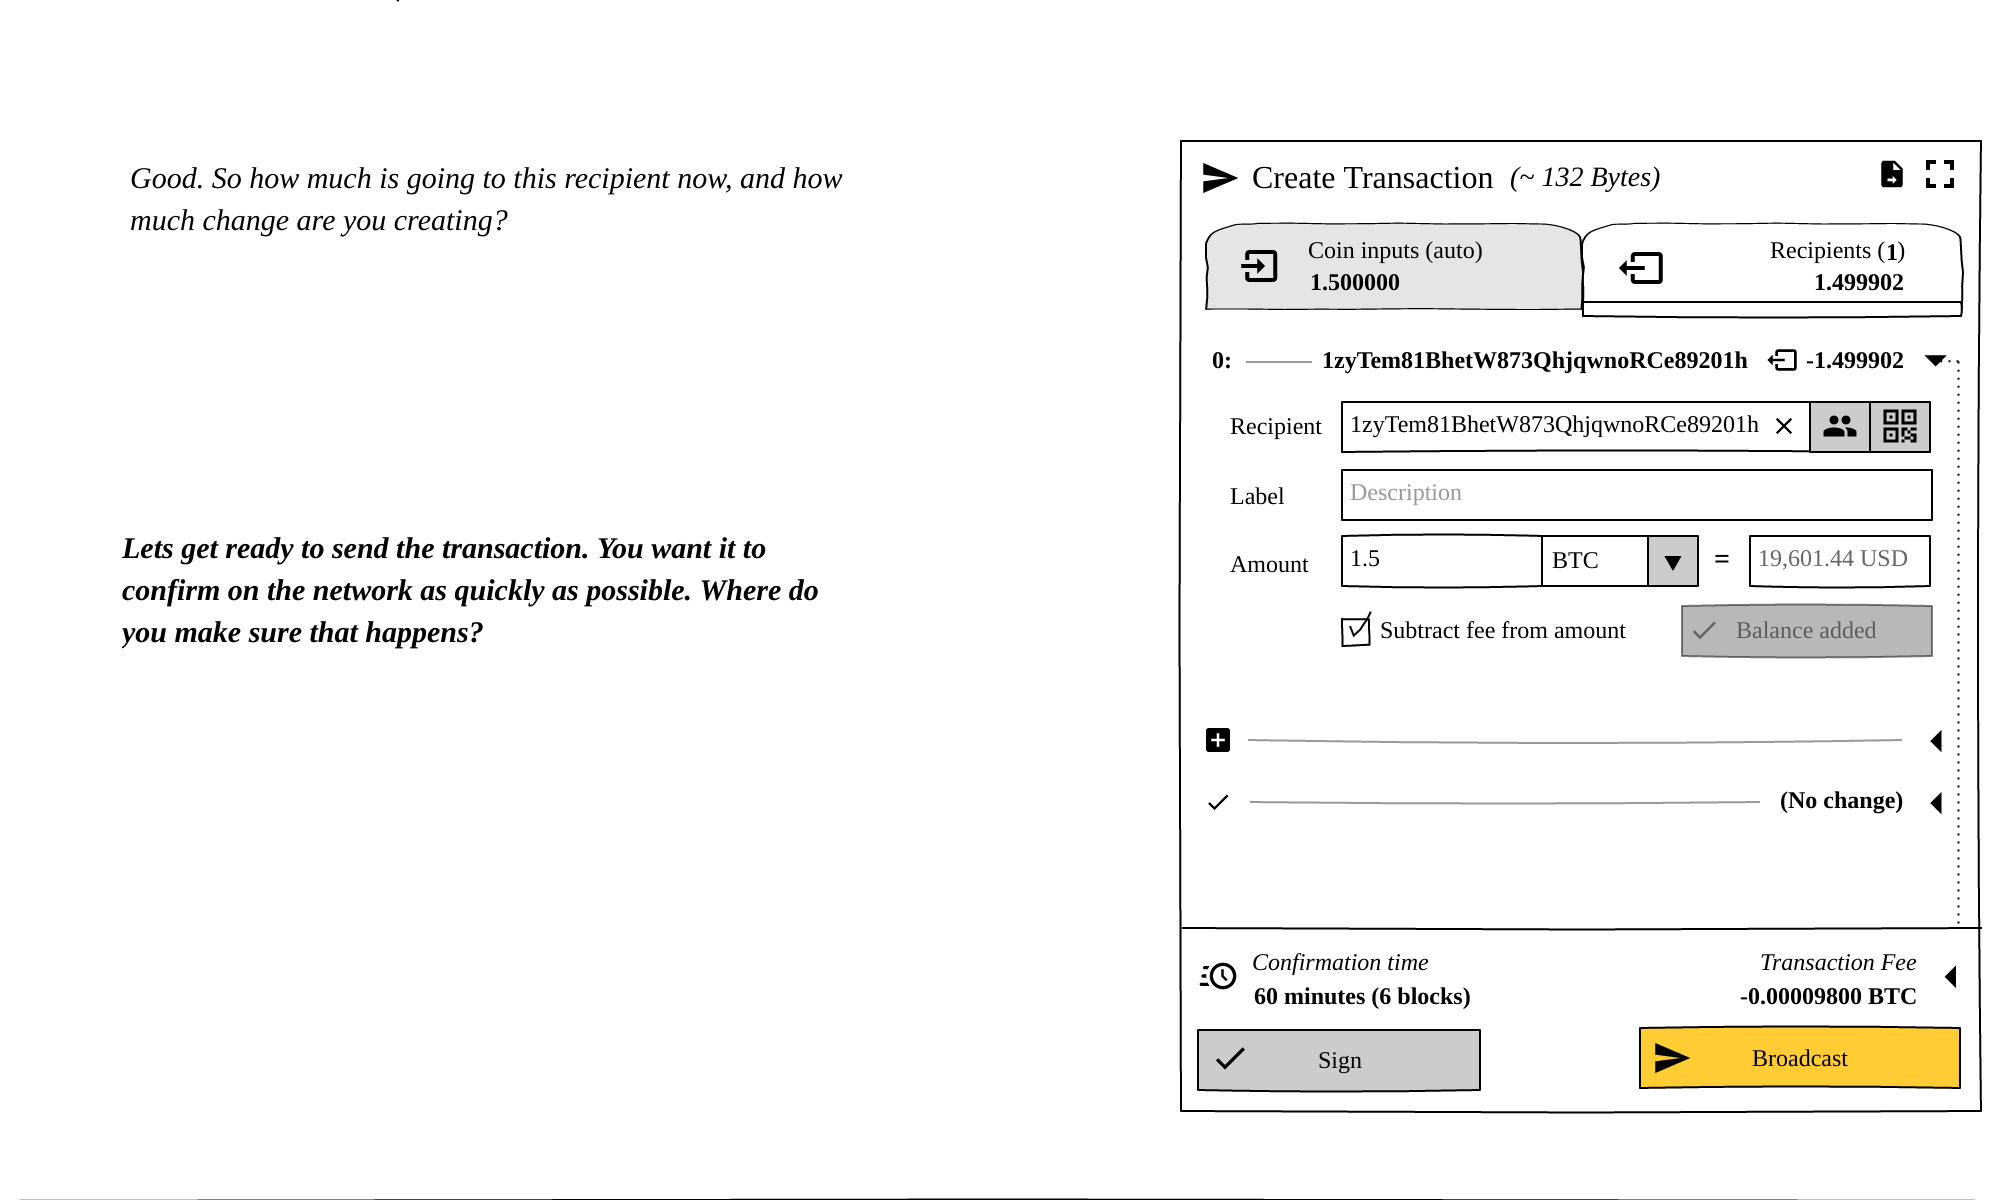 Good. So how much is going to this recipient now, and how
much change are you creating?
Lets get ready to send the transaction. You want it to
confirm on the network as quickly as possible. Where do
you make sure that happens?
Create Transaction (~ 132 Bytes)
Coin inputs (auto)
1.500000
Recipients (1)
1.499902
0: 1zyTem81BhetW873QhjqwnoRCe89201h -1.499902
Recipient 1zyTem81BhetW873QhjqwnoRCe89201h
Label Description
Amount 1.5 BTC = 19,601.44 USD
Subtract fee from amount Balance added
(No change)
Confirmation time
60 minutes (6 blocks)
Transaction Fee
-0.00009800 BTC
Sign
Broadcast